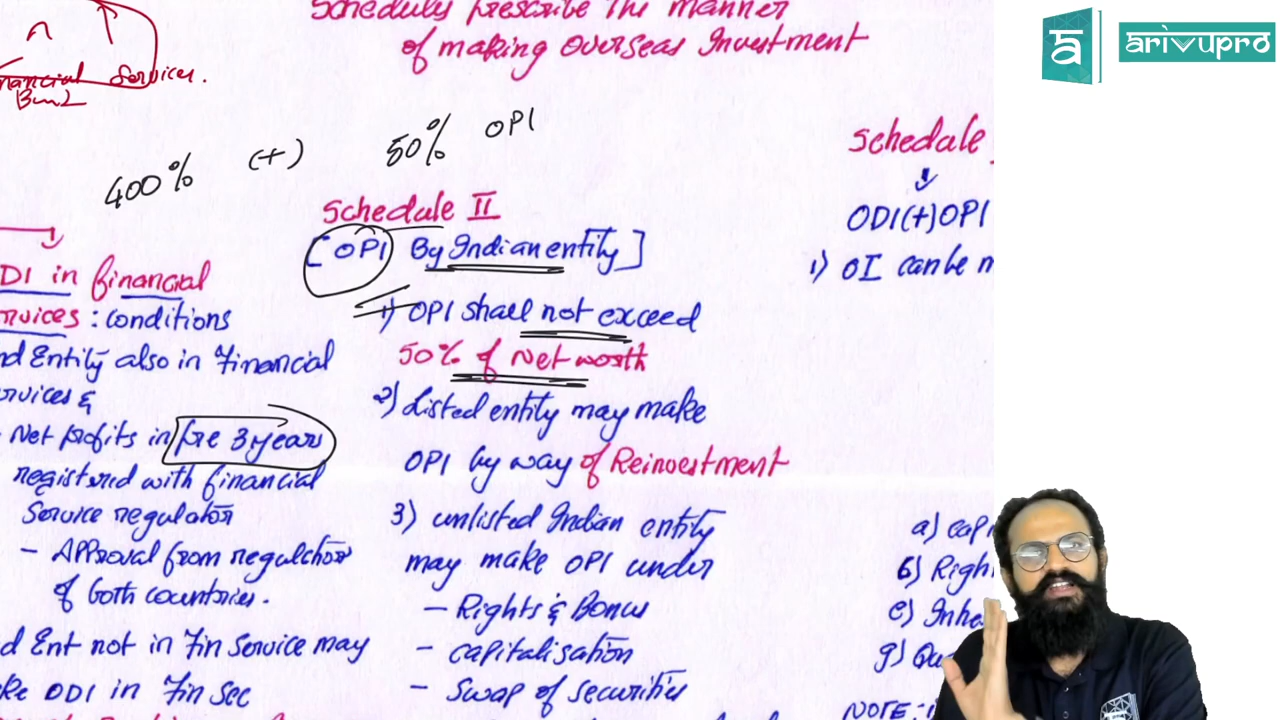 Schedules prescribe the manner
of making overseas Investment
Financial Services.
400% (+) 50% OPI
Schedule II
[OPI By Indian entity]
1) OPI shall not exceed
50% of Net worth
2) Listed entity may make
OPI by way of Reinvestment
3) unlisted Indian entity
may make OPI under
- Rights & Bonus
- capitalisation
- Swap of securities
DI in financial
rvices : conditions
nd Entity also in Financial
rvices &
Net profits in pre 3 years
registered with financial
Service regulator
- Approval from regulator
of both countries.
d Ent not in Fin Service may
ke ODI in Fin sec
Schedule
ODI(+)OPI
1) OI can be m
a) cap
b) Righ
e) Inhe
g) Qu
NOTE:
arivupro